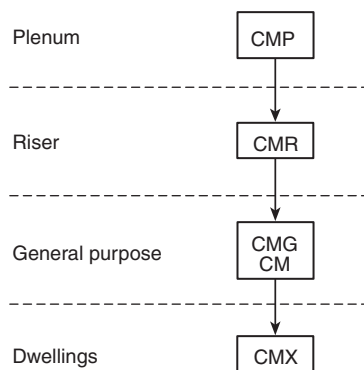 Plenum
CMP
Riser
CMR
General purpose
CMG
CM
Dwellings
CMX